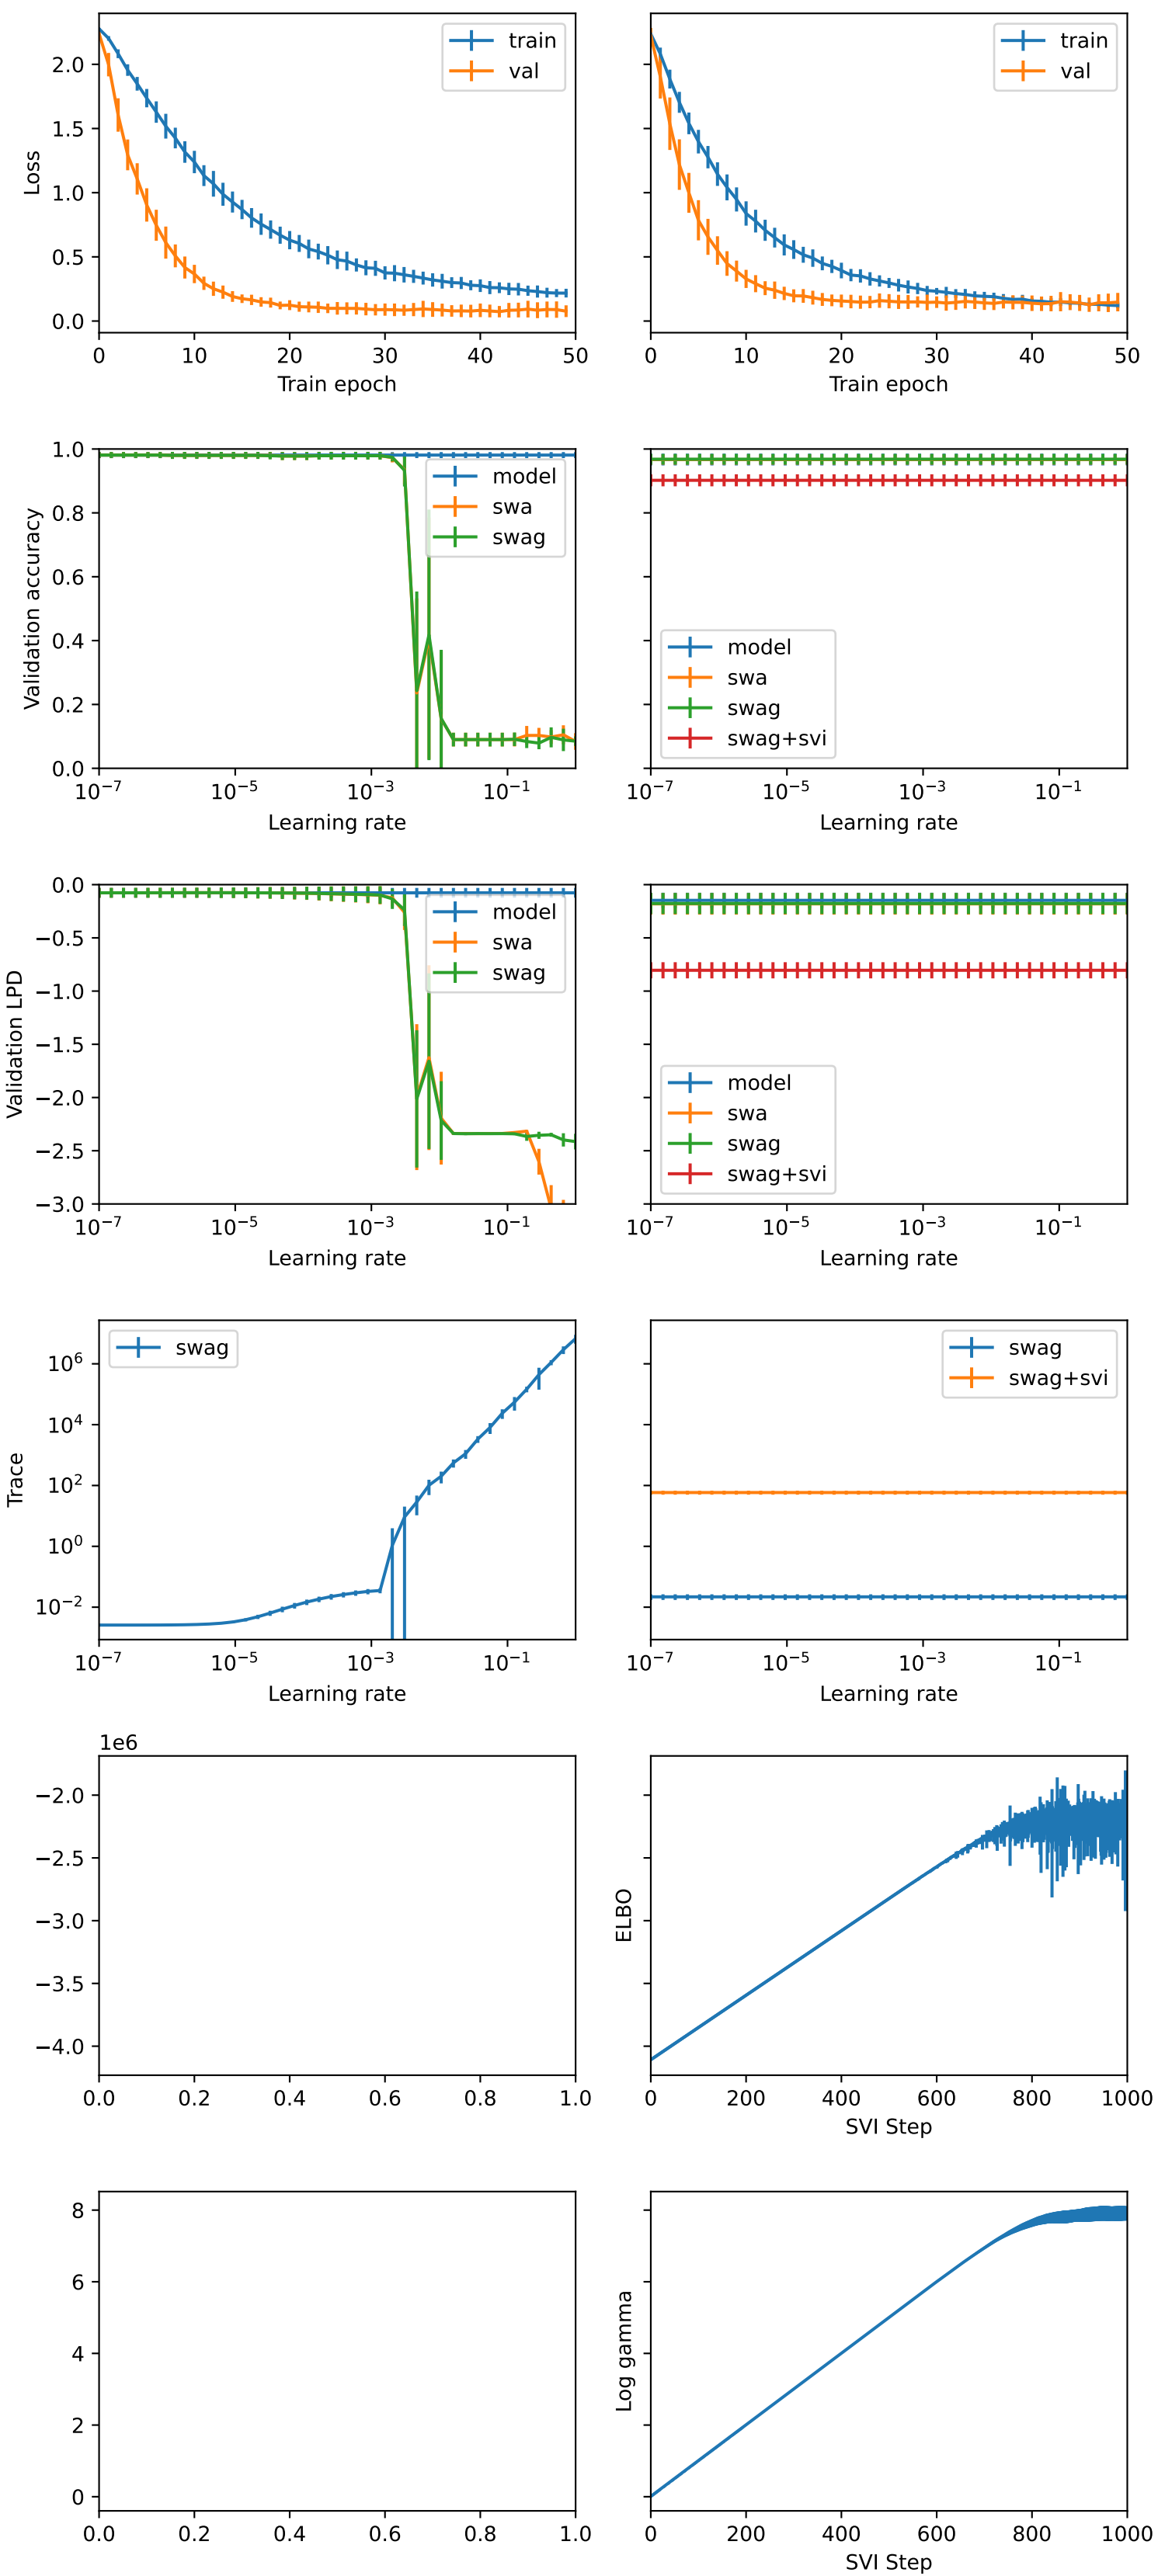 train
val
2.0
1.5
1.0
0.5
0.0
Loss
0 10 20 30 40 50
Train epoch
train
val
0 10 20 30 40 50
Train epoch
model
swa
swag
1.0
0.8
0.6
0.4
0.2
0.0
Validation accuracy
10⁻⁷ 10⁻⁵ 10⁻³ 10⁻¹
Learning rate
model
swa
swag
swag+svi
10⁻⁷ 10⁻⁵ 10⁻³ 10⁻¹
Learning rate
model
swa
swag
0.0
−0.5
−1.0
−1.5
−2.0
−2.5
−3.0
Validation LPD
10⁻⁷ 10⁻⁵ 10⁻³ 10⁻¹
Learning rate
model
swa
swag
swag+svi
10⁻⁷ 10⁻⁵ 10⁻³ 10⁻¹
Learning rate
swag
10⁶
10⁴
10²
10⁰
10⁻²
Trace
10⁻⁷ 10⁻⁵ 10⁻³ 10⁻¹
Learning rate
swag
swag+svi
10⁻⁷ 10⁻⁵ 10⁻³ 10⁻¹
Learning rate
1e6
−2.0
−2.5
−3.0
−3.5
−4.0
0.0 0.2 0.4 0.6 0.8 1.0
ELBO
0 200 400 600 800 1000
SVI Step
8
6
4
2
0
0.0 0.2 0.4 0.6 0.8 1.0
Log gamma
0 200 400 600 800 1000
SVI Step